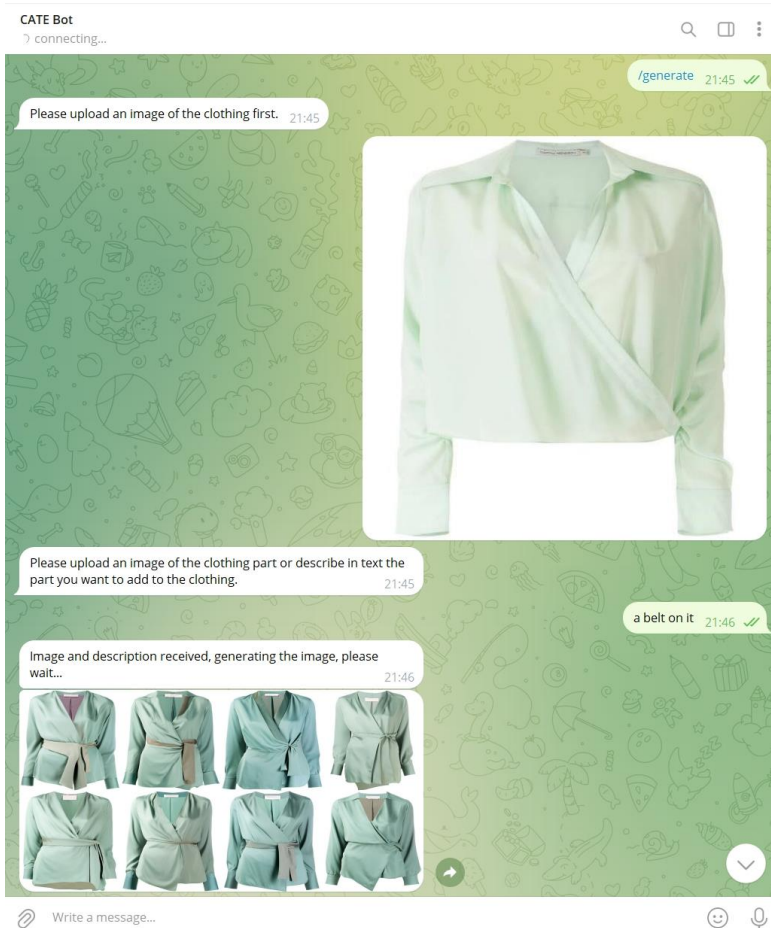 CATE Bot
connecting...
/generate 21:45
Please upload an image of the clothing first. 21:45
Please upload an image of the clothing part or describe in text the
part you want to add to the clothing. 21:45
a belt on it 21:46
Image and description received, generating the image, please
wait... 21:46
Write a message...